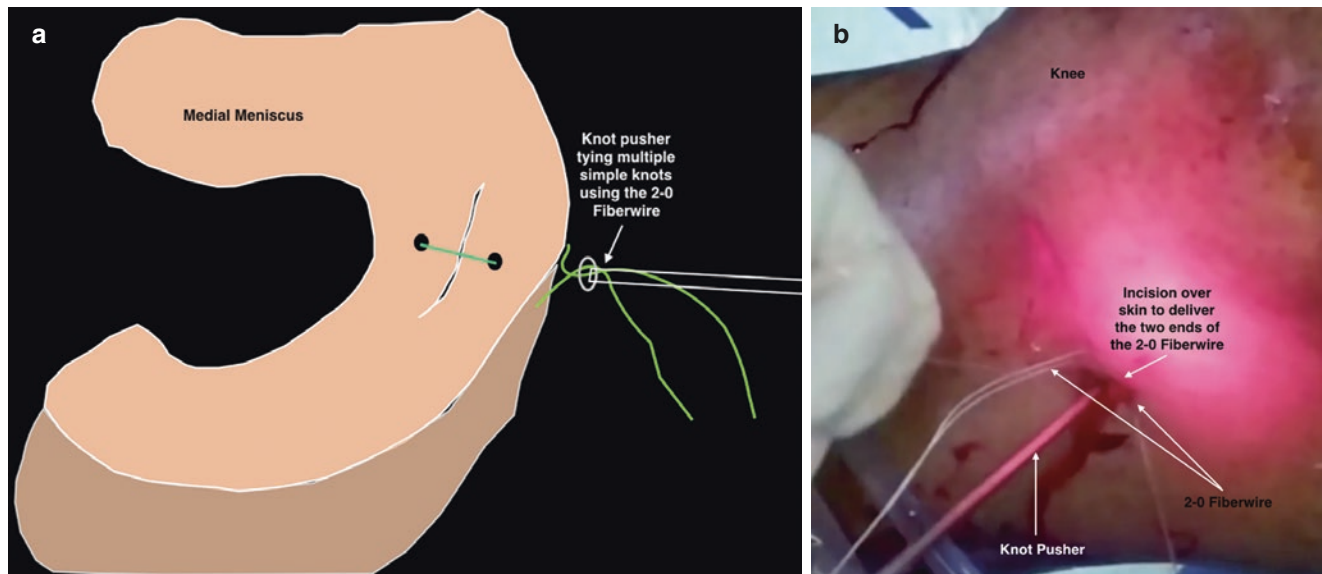 a
Medial Meniscus
Knot pusher
tying multiple
simple knots
using the 2-0
Fiberwire
b
Knee
Incision over
skin to deliver
the two ends of
the 2-0 Fiberwire
2-0 Fiberwire
Knot Pusher